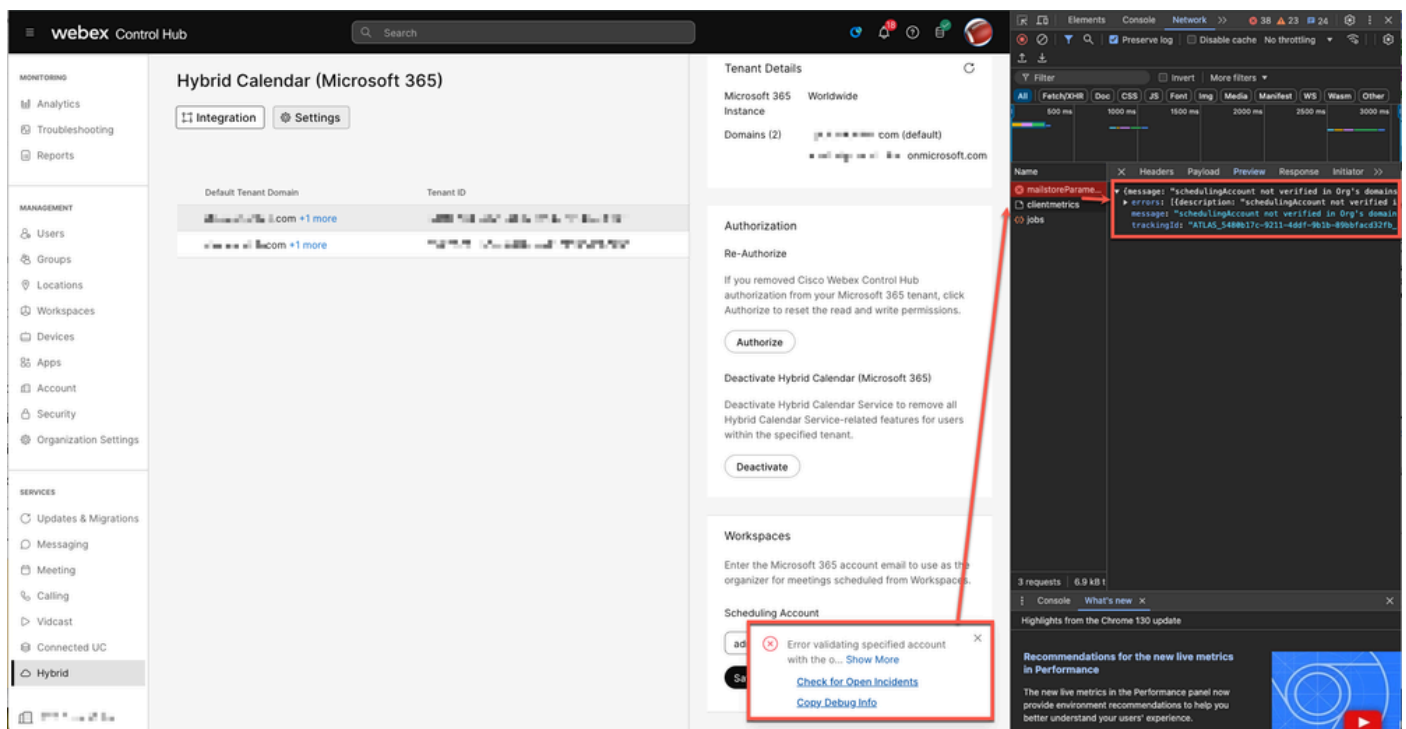 webex Control Hub
Search
18
MONITORING
Analytics
Troubleshooting
Reports
MANAGEMENT
Users
Groups
Locations
Workspaces
Devices
Apps
Account
Security
Organization Settings
SERVICES
Updates & Migrations
Messaging
Meeting
Calling
Vidcast
Connected UC
Hybrid
Hybrid Calendar (Microsoft 365)
Integration
Settings
Default Tenant Domain Tenant ID
.com +1 more
com +1 more
Tenant Details
Microsoft 365 Instance Worldwide
Domains (2) com (default)
onmicrosoft.com
Authorization
Re-Authorize
If you removed Cisco Webex Control Hub
authorization from your Microsoft 365 tenant, click
Authorize to reset the read and write permissions.
Authorize
Deactivate Hybrid Calendar (Microsoft 365)
Deactivate Hybrid Calendar Service to remove all
Hybrid Calendar Service-related features for users
within the specified tenant.
Deactivate
Workspaces
Enter the Microsoft 365 account email to use as the
organizer for meetings scheduled from Workspaces.
Scheduling Account
ad
Sa
Error validating specified account
with the o... Show More
Check for Open Incidents
Copy Debug Info
Elements Console Network 38 23 24
Preserve log Disable cache No throttling
Filter Invert More filters
All Fetch/XHR Doc CSS JS Font Img Media Manifest WS Wasm Other
500 ms 1000 ms 1500 ms 2000 ms 2500 ms 3000 ms
Name Headers Payload Preview Response Initiator
mailstoreParame...
clientmetrics
jobs
{message: "schedulingAccount not verified in Org's domains
errors: [{description: "schedulingAccount not verified i
message: "schedulingAccount not verified in Org's domain
trackingId: "ATLAS_5480b17c-9211-4ddf-9b1b-89bbfacd32fb_
3 requests 6.9 kB t
Console What's new
Highlights from the Chrome 130 update
Recommendations for the new live metrics
in Performance
The new live metrics in the Performance panel now
provide environment recommendations to help you
better understand your users' experience.